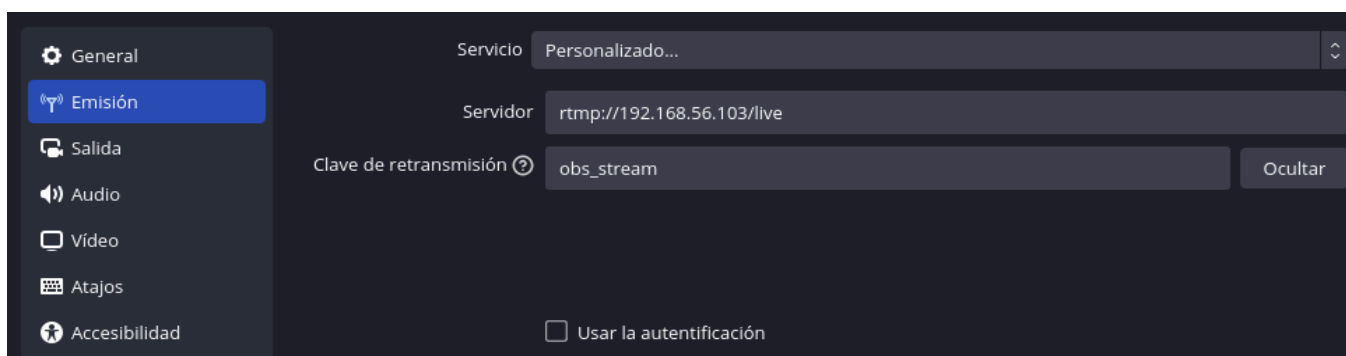 General
Emisión
Salida
Audio
Vídeo
Atajos
Accesibilidad
Servicio Personalizado...
Servidor rtmp://192.168.56.103/live
Clave de retransmisión ? obs_stream Ocultar
Usar la autentificación